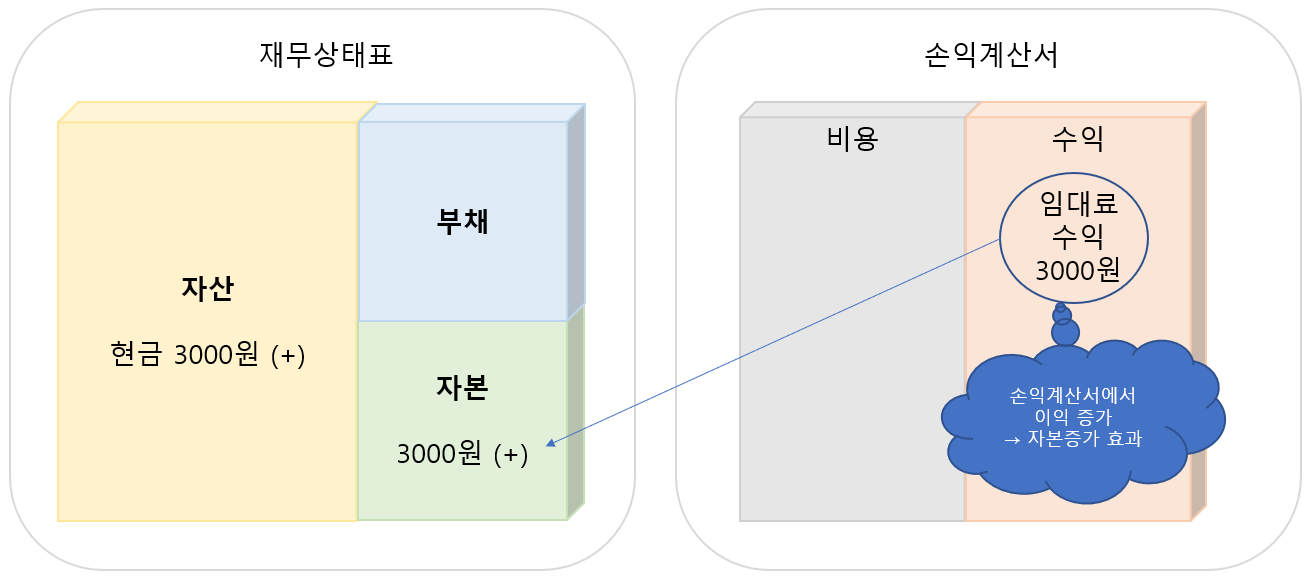 재무상태표
자산
현금 3000원 (+)
부채
자본
3000원 (+)
손익계산서
비용
수익
임대료
수익
3000원
손익계산서에서
이익 증가
→ 자본증가 효과